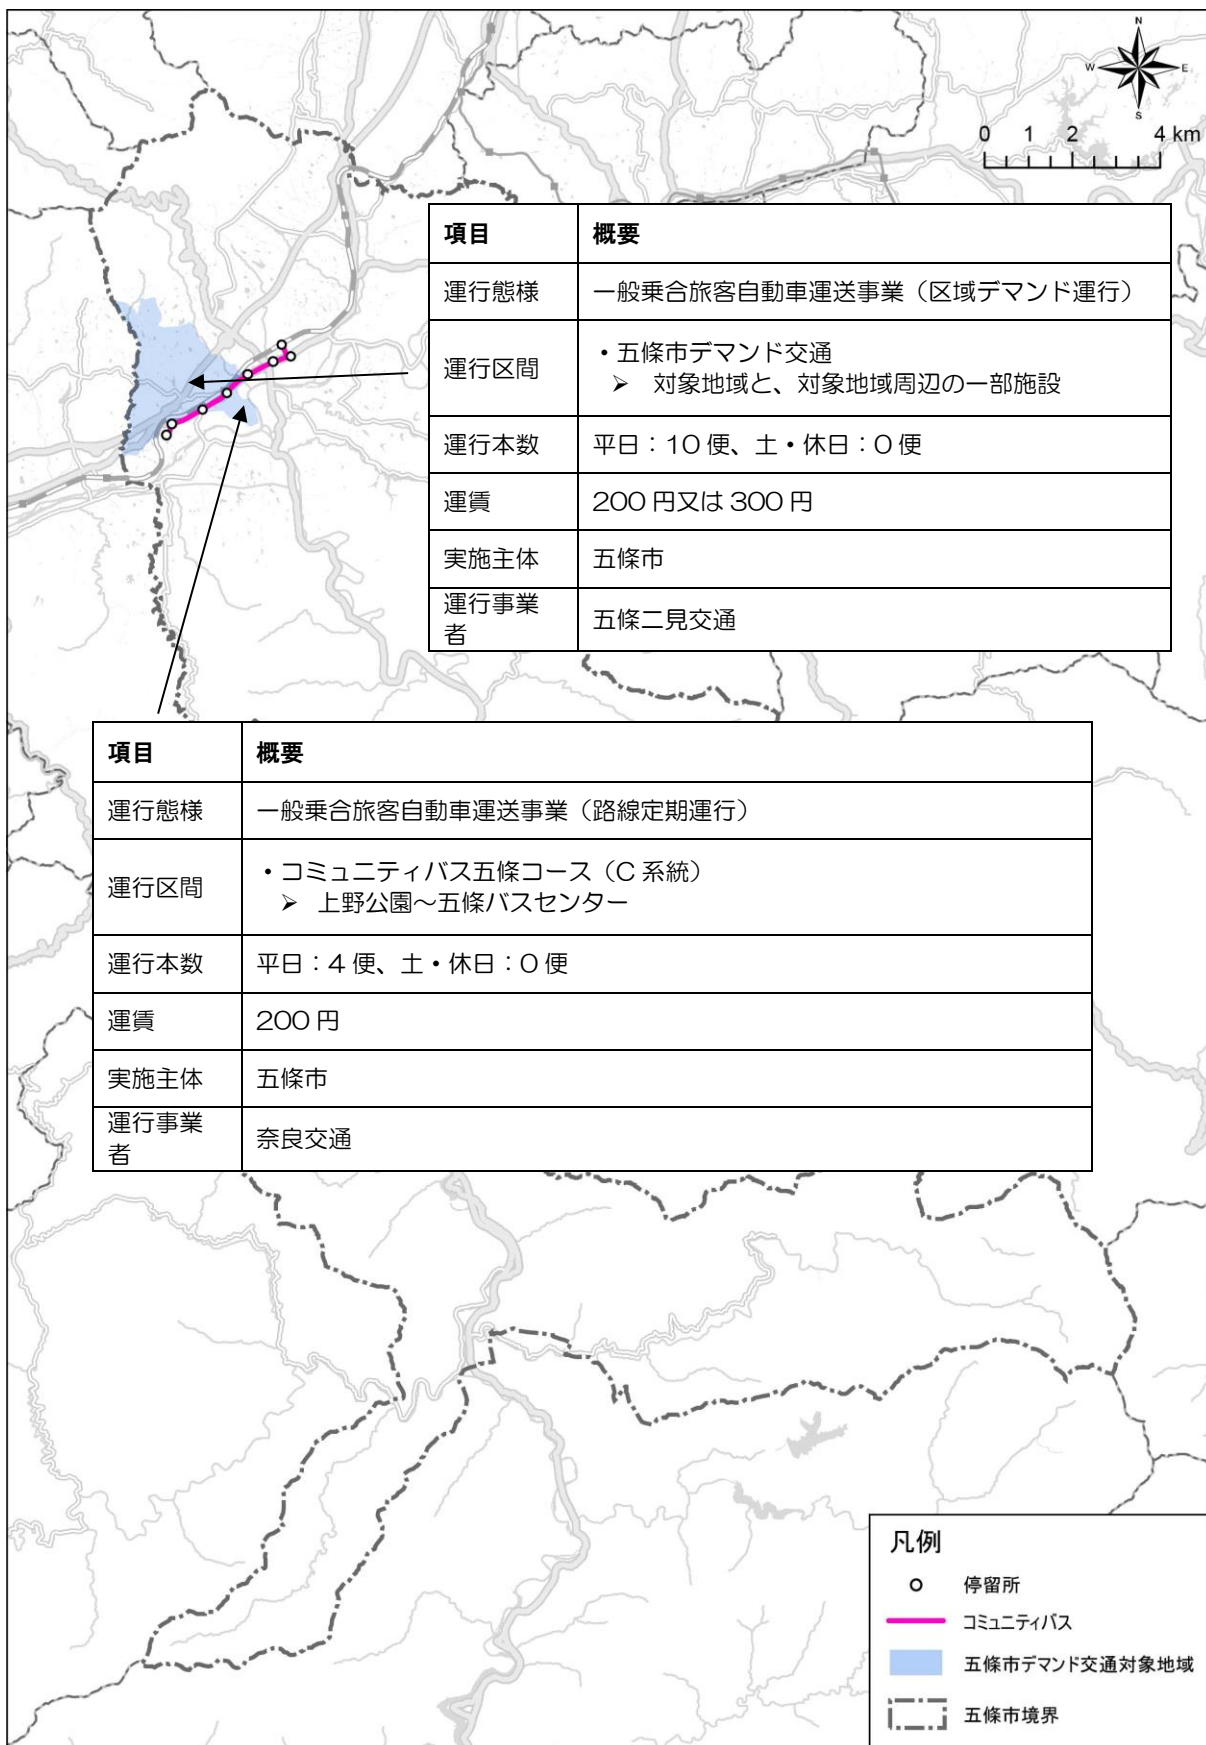 N
W E
S
0 1 2 4 km
項目 概要
運行態様 一般乗合旅客自動車運送事業（区域デマンド運行）
運行区間 ・五條市デマンド交通
➢ 対象地域と、対象地域周辺の一部施設
運行本数 平日：10 便、土・休日：0 便
運賃 200 円又は 300 円
実施主体 五條市
運行事業者 五條二見交通
項目 概要
運行態様 一般乗合旅客自動車運送事業（路線定期運行）
運行区間 ・コミュニティバス五條コース（C 系統）
➢ 上野公園～五條バスセンター
運行本数 平日：4 便、土・休日：0 便
運賃 200 円
実施主体 五條市
運行事業者 奈良交通
凡例
停留所
コミュニティバス
五條市デマンド交通対象地域
五條市境界